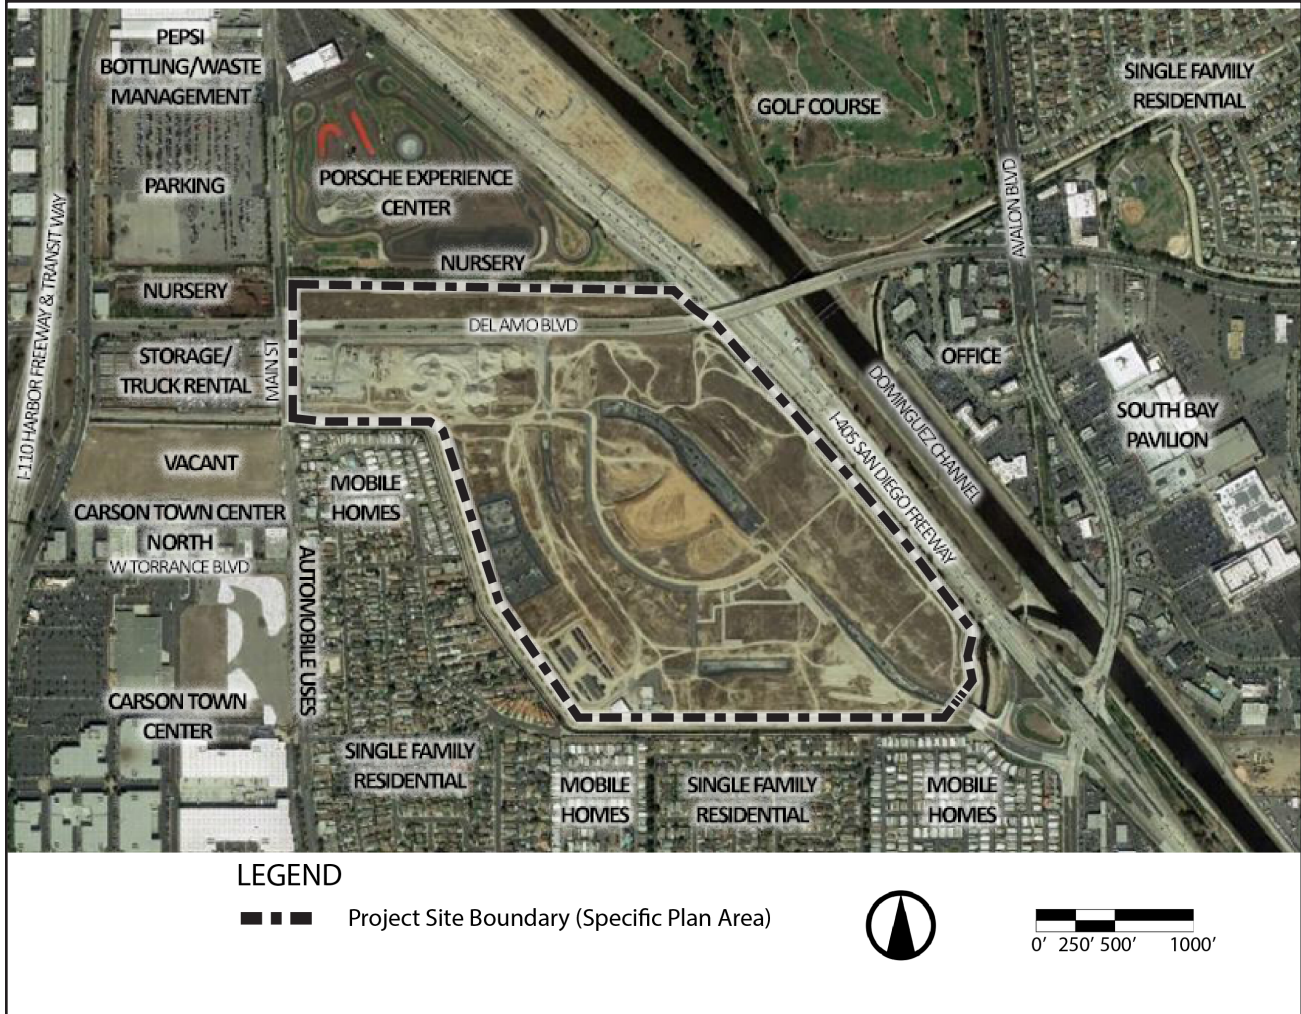 PEPSI
BOTTLING/WASTE
MANAGEMENT
PARKING
NURSERY
STORAGE/
TRUCK RENTAL
VACANT
CARSON TOWN CENTER
NORTH
W TORRANCE BLVD
CARSON TOWN
CENTER
I-110 HARBOR FREEWAY & TRANSIT WAY
MAIN ST
AUTOMOBILE USES
PORSCHE EXPERIENCE
CENTER
NURSERY
DEL AMO BLVD
MOBILE
HOMES
SINGLE FAMILY
RESIDENTIAL
MOBILE
HOMES
SINGLE FAMILY
RESIDENTIAL
MOBILE
HOMES
GOLF COURSE
AVALON BLVD
SINGLE FAMILY
RESIDENTIAL
OFFICE
SOUTH BAY
PAVILION
DOMINGUEZ CHANNEL
I-405 SAN DIEGO FREEWAY
LEGEND
Project Site Boundary (Specific Plan Area)
0' 250' 500' 1000'